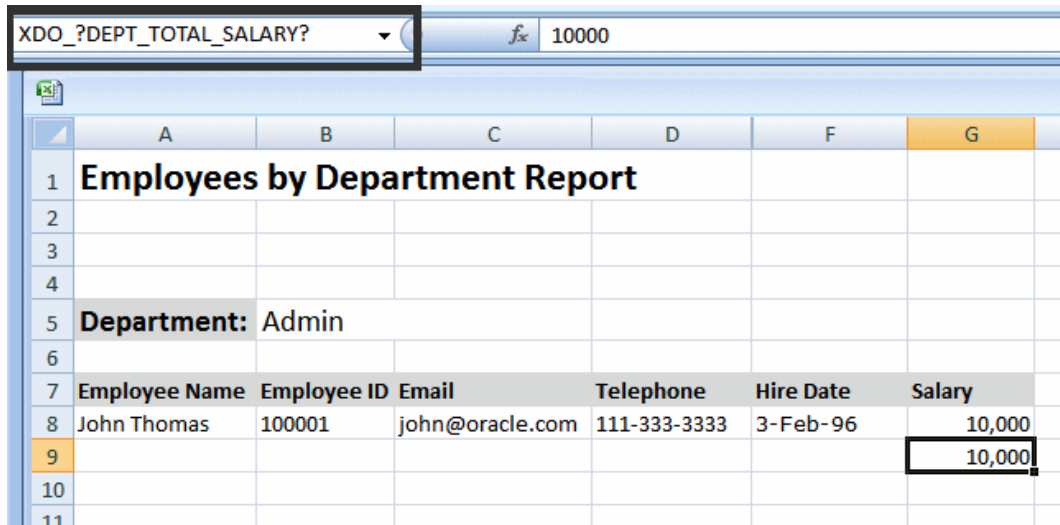 XDO_?DEPT_TOTAL_SALARY? fx 10000
A B C D F G
1 Employees by Department Report
2
3
4
5 Department: Admin
6
7 Employee Name Employee ID Email Telephone Hire Date Salary
8 John Thomas 100001 john@oracle.com 111-333-3333 3-Feb-96 10,000
9 10,000
10
11